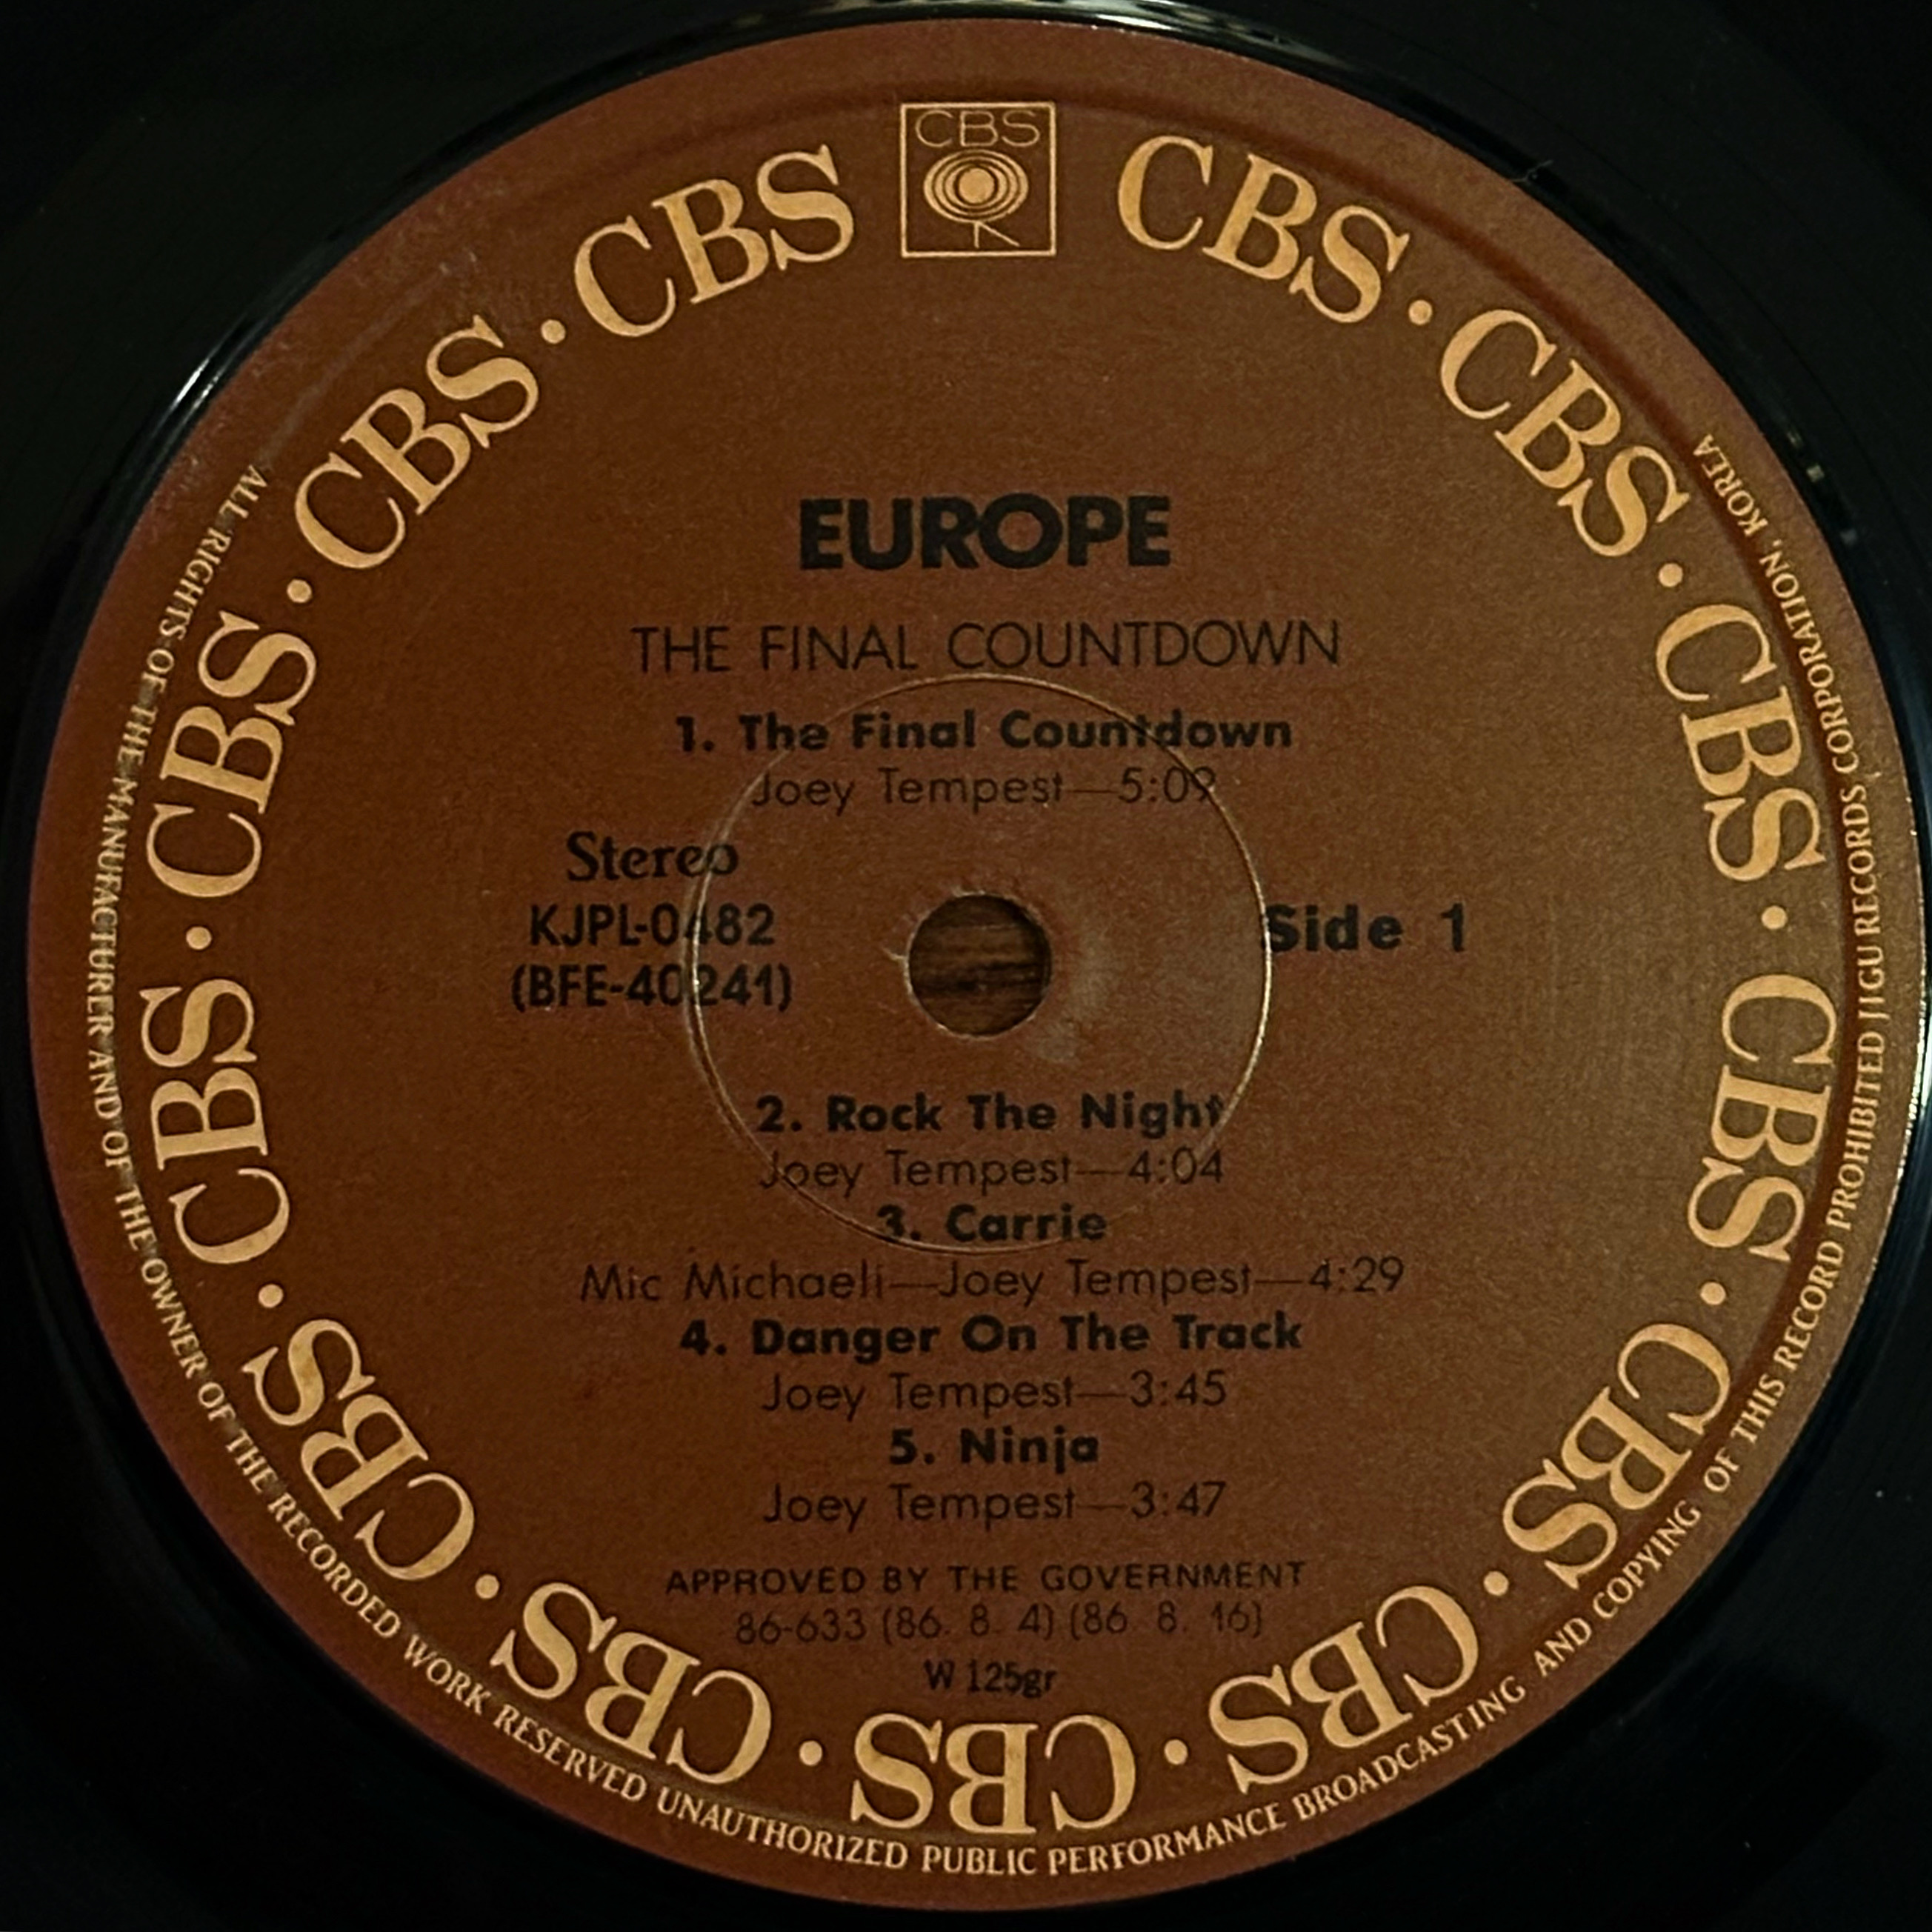 CBS
CBS · CBS · CBS · CBS · CBS · CBS · CBS · CBS · CBS · CBS · CBS · CBS · CBS
EUROPE
THE FINAL COUNTDOWN
1. The Final Countdown
Joey Tempest—5:09
Stereo
KJPL-0482
(BFE-40241)
Side 1
2. Rock The Night
Joey Tempest—4:04
3. Carrie
Mic Michaeli—Joey Tempest—4:29
4. Danger On The Track
Joey Tempest—3:45
5. Ninja
Joey Tempest—3:47
APPROVED BY THE GOVERNMENT
86-633 (86. 8. 4) (86. 8. 16)
W 125gr
ALL RIGHTS OF THE MANUFACTURER AND OF THE OWNER OF THE RECORDED WORK RESERVED UNAUTHORIZED PUBLIC PERFORMANCE BROADCASTING AND COPYING OF THIS RECORD PROHIBITED JIGU RECORDS CORPORATION, KOREA